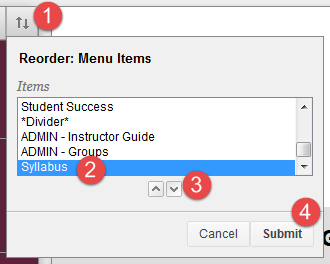 1
Reorder: Menu Items
Items
Student Success
*Divider*
ADMIN - Instructor Guide
ADMIN - Groups
Syllabus 2
3
4
Cancel Submit